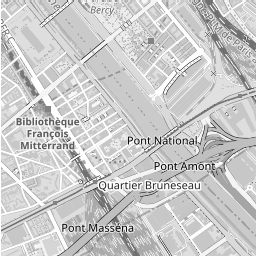 Bercy
Bibliothèque
François
Mitterrand
Pont National
Pont Amont
Quartier Bruneseau
Pont Masséna